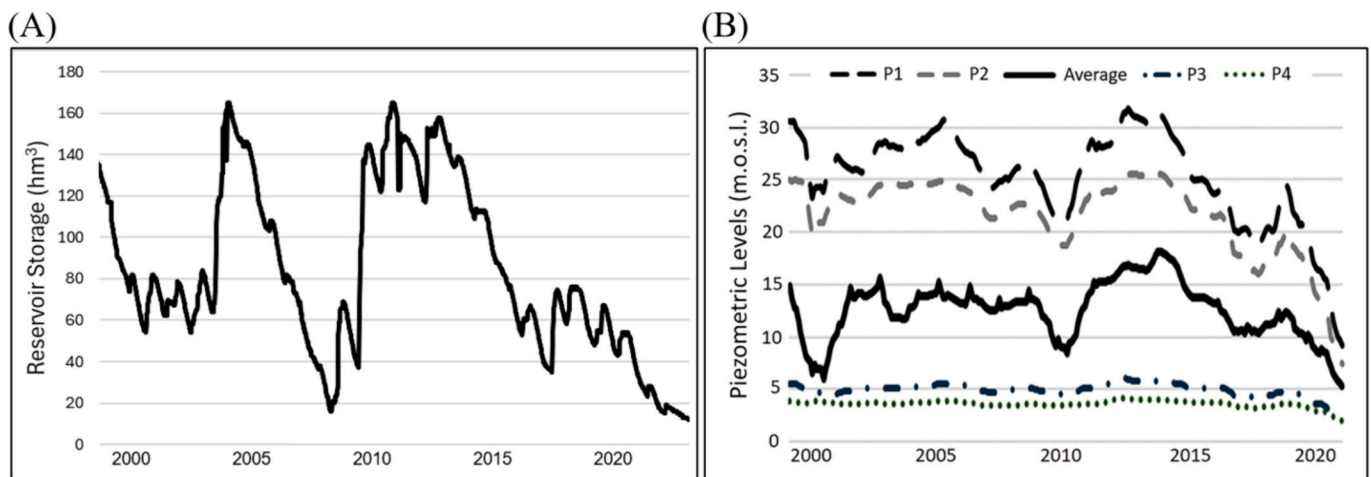 (A)
Reservoir Storage (hm³)
180
160
140
120
100
80
60
40
20
0
2000 2005 2010 2015 2020
(B)
P1 P2 Average P3 P4
Piezometric Levels (m.o.s.l.)
35
30
25
20
15
10
5
0
2000 2005 2010 2015 2020